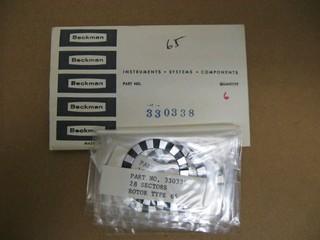 65
Beckman
Beckman
Beckman
Beckman
Beckman
INSTRUMENTS • SYSTEMS • COMPONENTS
PART NO.
QUANTITY
6
330338
PART NO. 33033
28 SECTORS
ROTOR TYPE 6